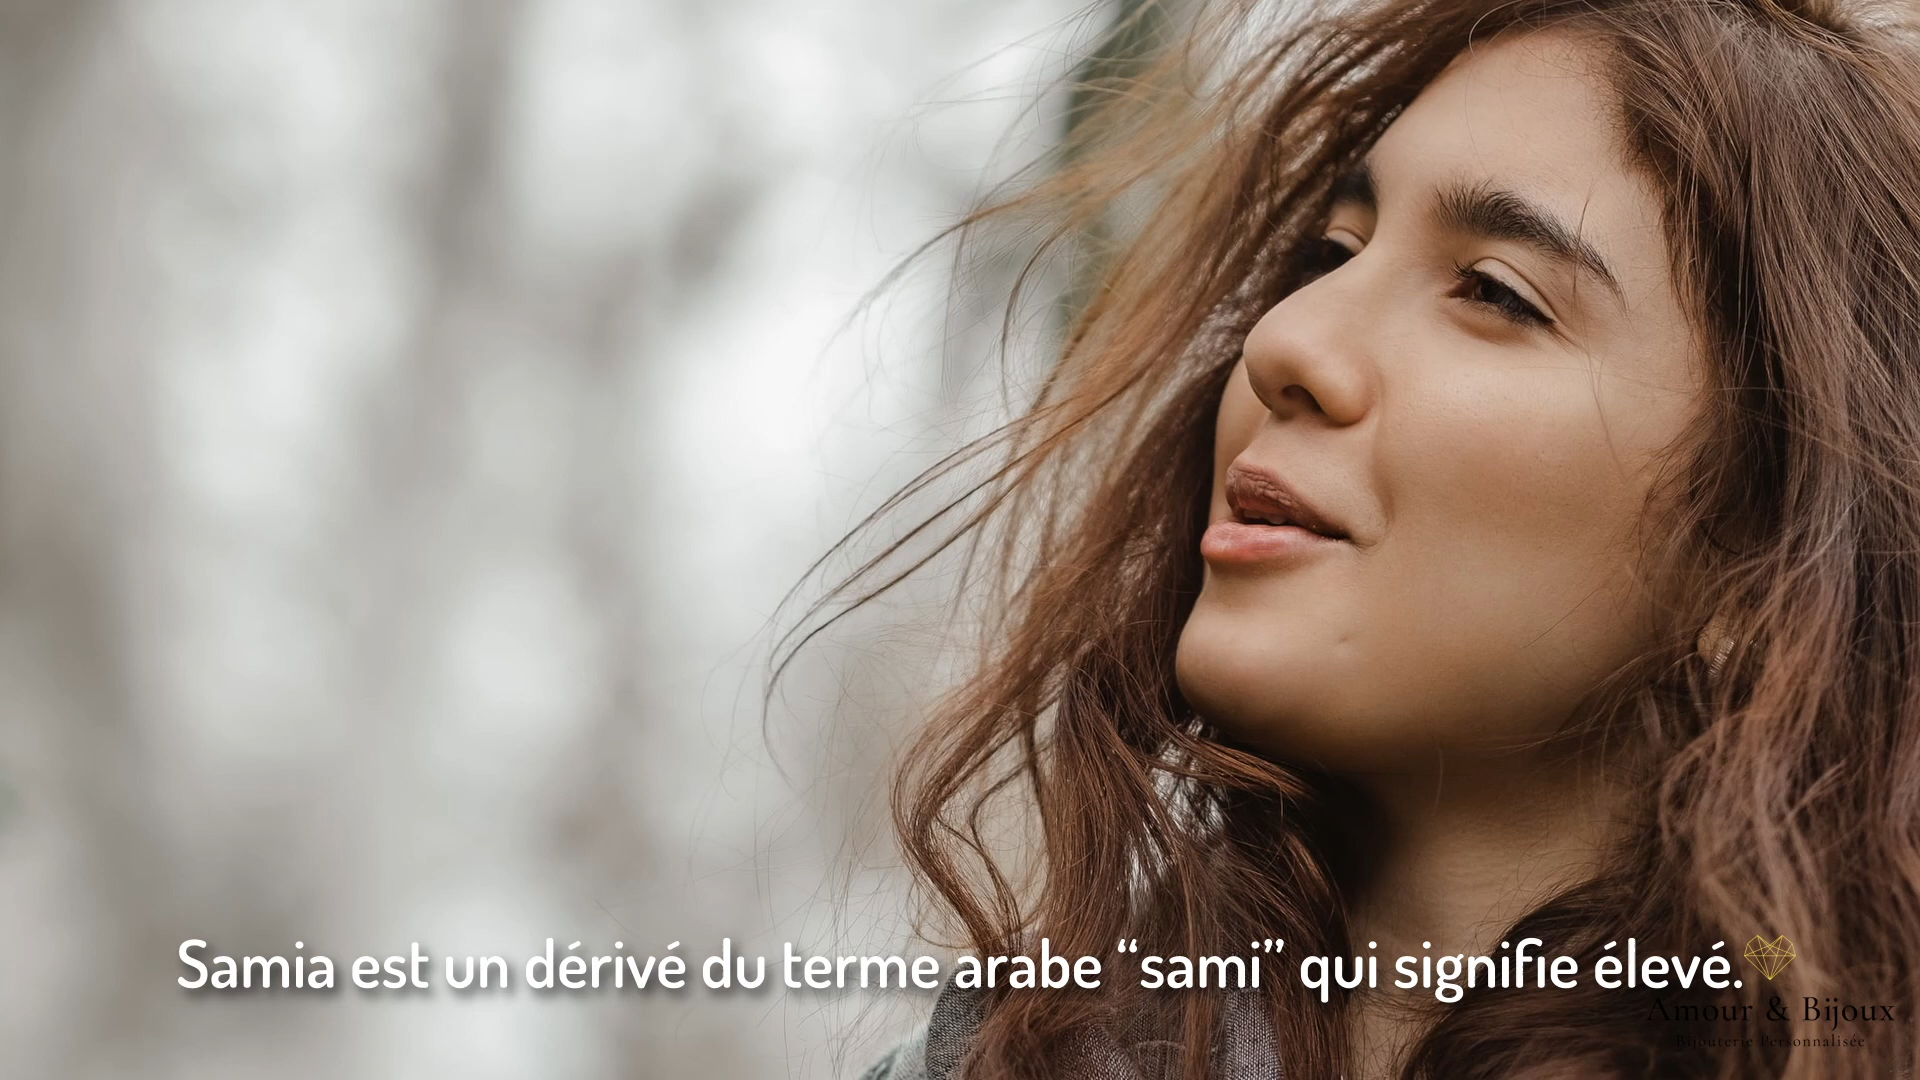 Samia est un dérivé du terme arabe “sami” qui signifie élevé.
Amour & Bijoux
Bijouterie Personnalisée